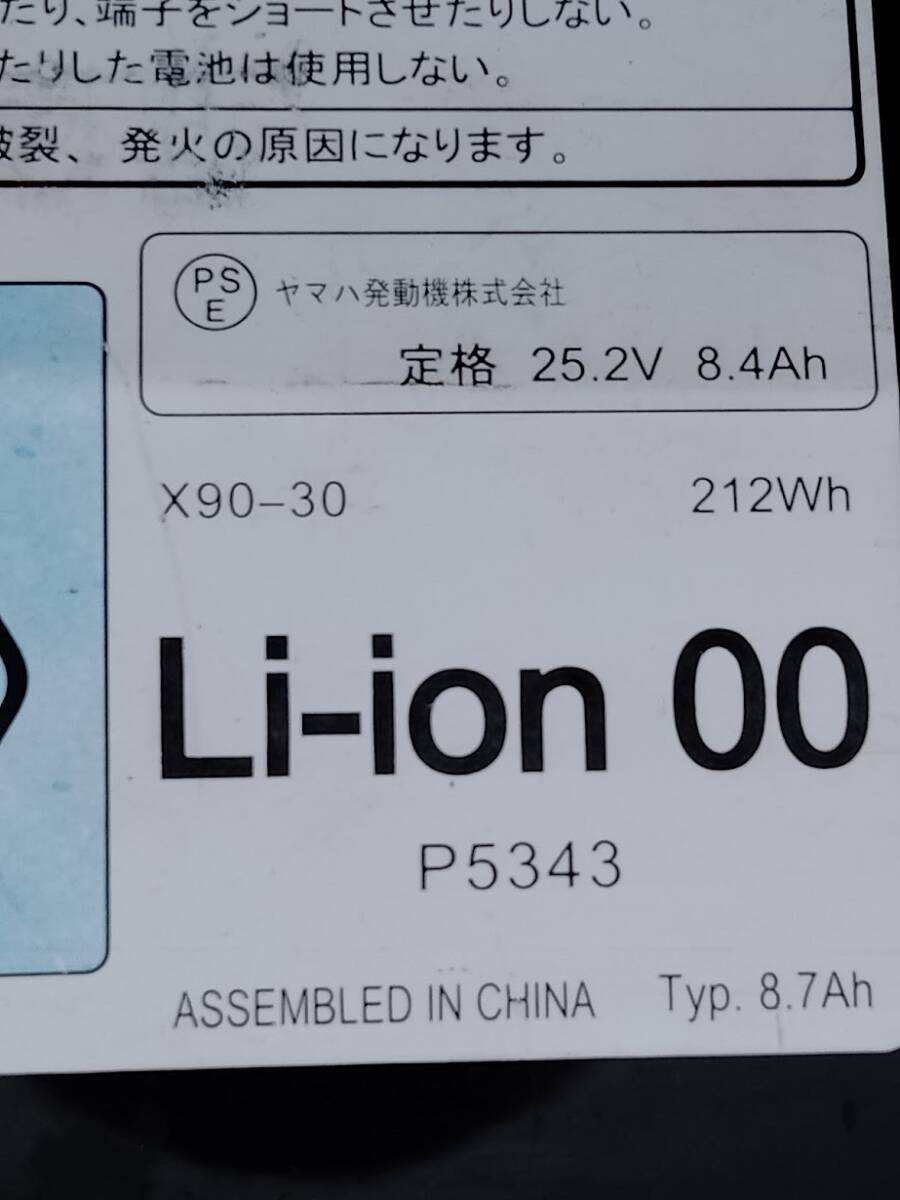 たり、端子をショートさせたりしない。
たりした電池は使用しない。
破裂、発火の原因になります。
PS
E
ヤマハ発動機株式会社
定格 25.2V 8.4Ah
X90-30 212Wh
Li-ion 00
P5343
ASSEMBLED IN CHINA Typ. 8.7Ah